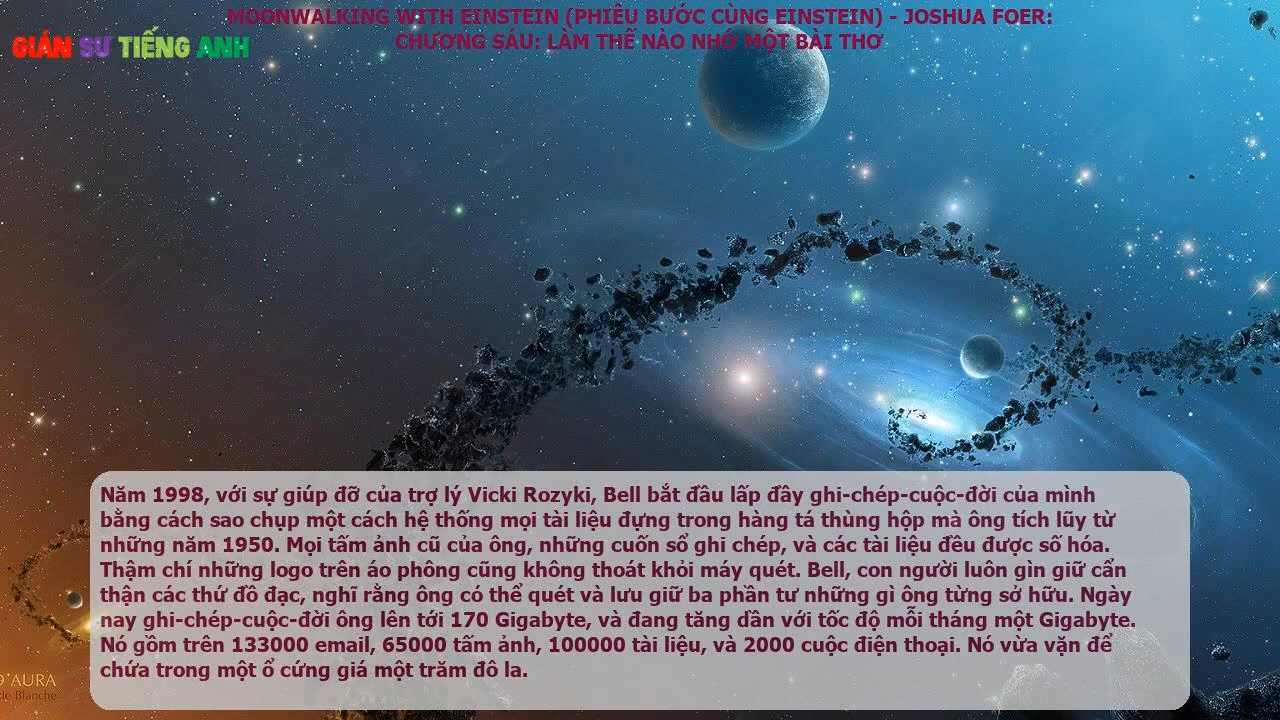 MOONWALKING WITH EINSTEIN (PHIÊU BƯỚC CÙNG EINSTEIN) - JOSHUA FOER:
CHƯƠNG SÁU: LÀM THẾ NÀO NHỚ MỘT BÀI THƠ
GIÁN SƯ TIẾNG ANH
Năm 1998, với sự giúp đỡ của trợ lý Vicki Rozyki, Bell bắt đầu lấp đầy ghi-chép-cuộc-đời của mình
bằng cách sao chụp một cách hệ thống mọi tài liệu đựng trong hàng tá thùng hộp mà ông tích lũy từ
những năm 1950. Mọi tấm ảnh cũ của ông, những cuốn sổ ghi chép, và các tài liệu đều được số hóa.
Thậm chí những logo trên áo phông cũng không thoát khỏi máy quét. Bell, con người luôn gìn giữ cẩn
thận các thứ đồ đạc, nghĩ rằng ông có thể quét và lưu giữ ba phần tư những gì ông từng sở hữu. Ngày
nay ghi-chép-cuộc-đời ông lên tới 170 Gigabyte, và đang tăng dần với tốc độ mỗi tháng một Gigabyte.
Nó gồm trên 133000 email, 65000 tấm ảnh, 100000 tài liệu, và 2000 cuộc điện thoại. Nó vừa vặn để
chứa trong một ổ cứng giá một trăm đô la.
D'AURA
de Blanche